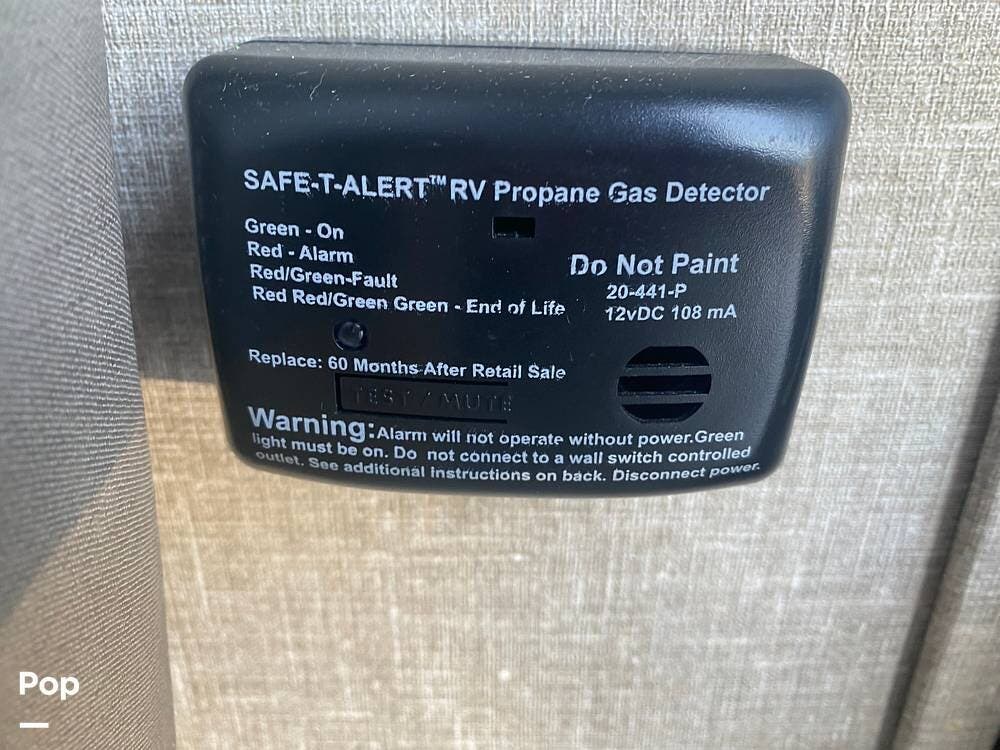 SAFE-T-ALERT™ RV Propane Gas Detector
Green - On
Red - Alarm
Red/Green-Fault
Red Red/Green Green - End of Life
Do Not Paint
20-441-P
12vDC 108 mA
Replace: 60 Months After Retail Sale
TEST / MUTE
Warning:Alarm will not operate without power.Green
light must be on. Do not connect to a wall switch controlled
outlet. See additional instructions on back. Disconnect power.
Pop